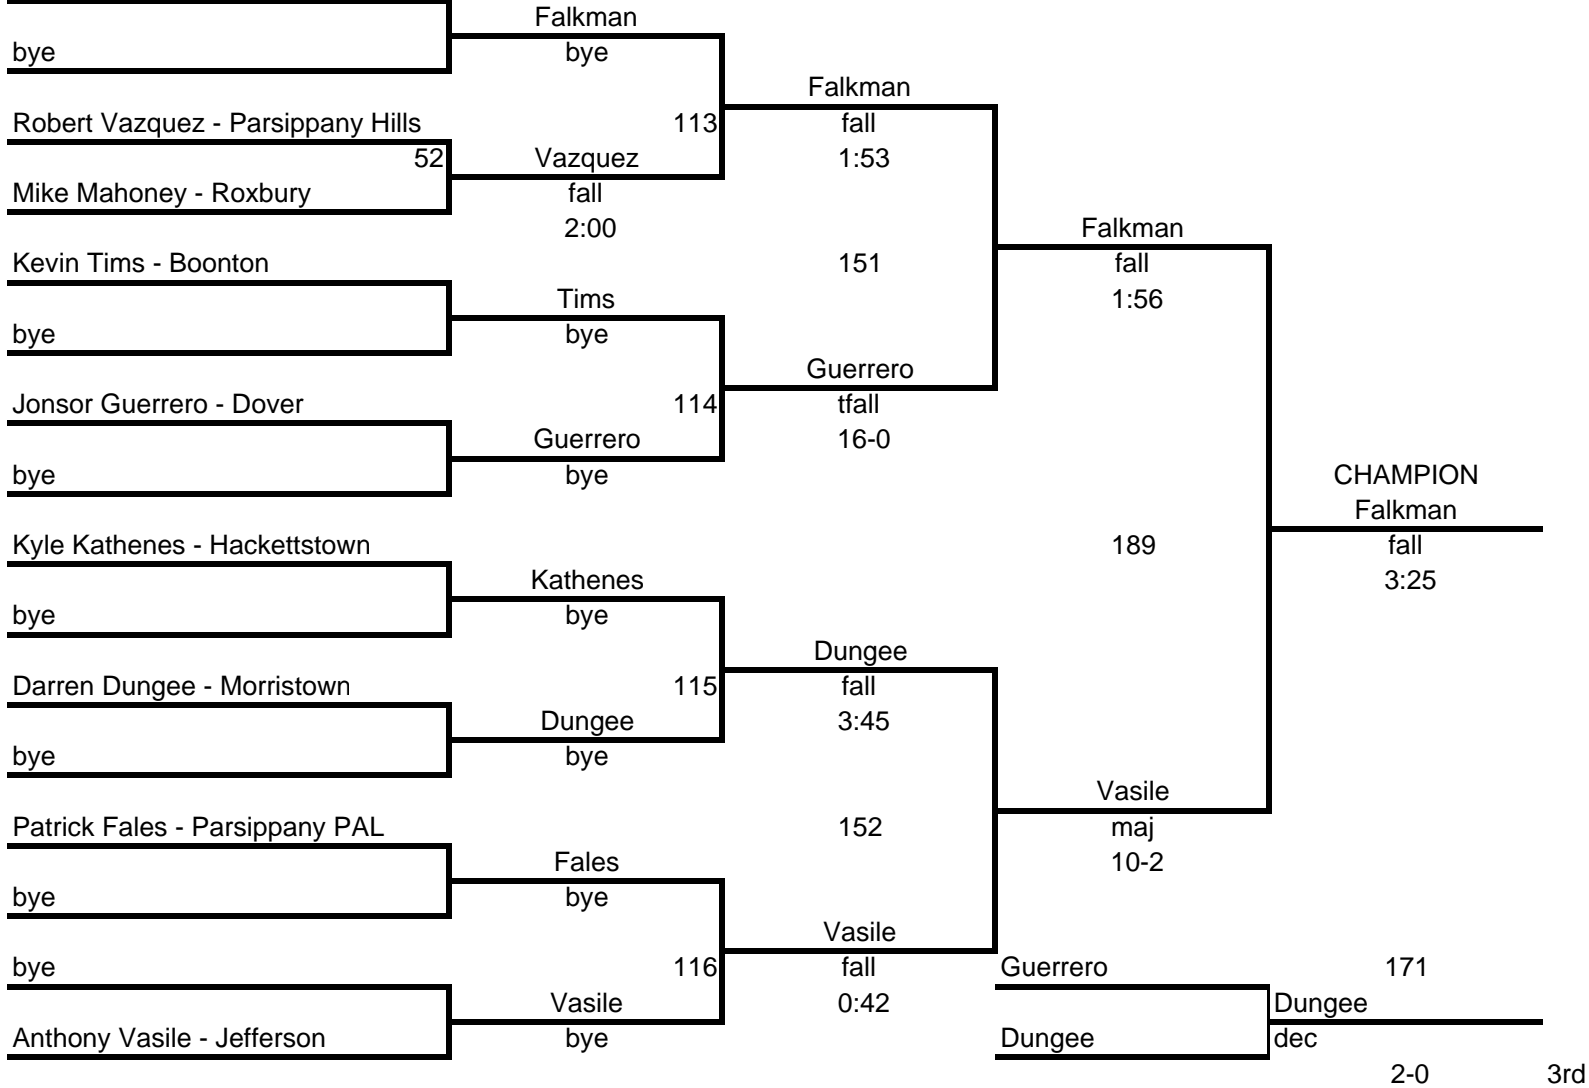 Falkman
bye
bye
Falkman
Robert Vazquez - Parsippany Hills
113
fall
52
Vazquez
1:53
Mike Mahoney - Roxbury
fall
2:00
Falkman
Kevin Tims - Boonton
151
fall
Tims
1:56
bye
bye
Guerrero
Jonsor Guerrero - Dover
114
tfall
Guerrero
16-0
bye
bye
CHAMPION
Falkman
Kyle Kathenes - Hackettstown
189
fall
Kathenes
3:25
bye
bye
Dungee
Darren Dungee - Morristown
115
fall
Dungee
3:45
bye
bye
Vasile
Patrick Fales - Parsippany PAL
152
maj
Fales
10-2
bye
bye
Vasile
bye
116
fall
Guerrero
171
Vasile
0:42
Dungee
Anthony Vasile - Jefferson
bye
Dungee
dec
2-0
3rd